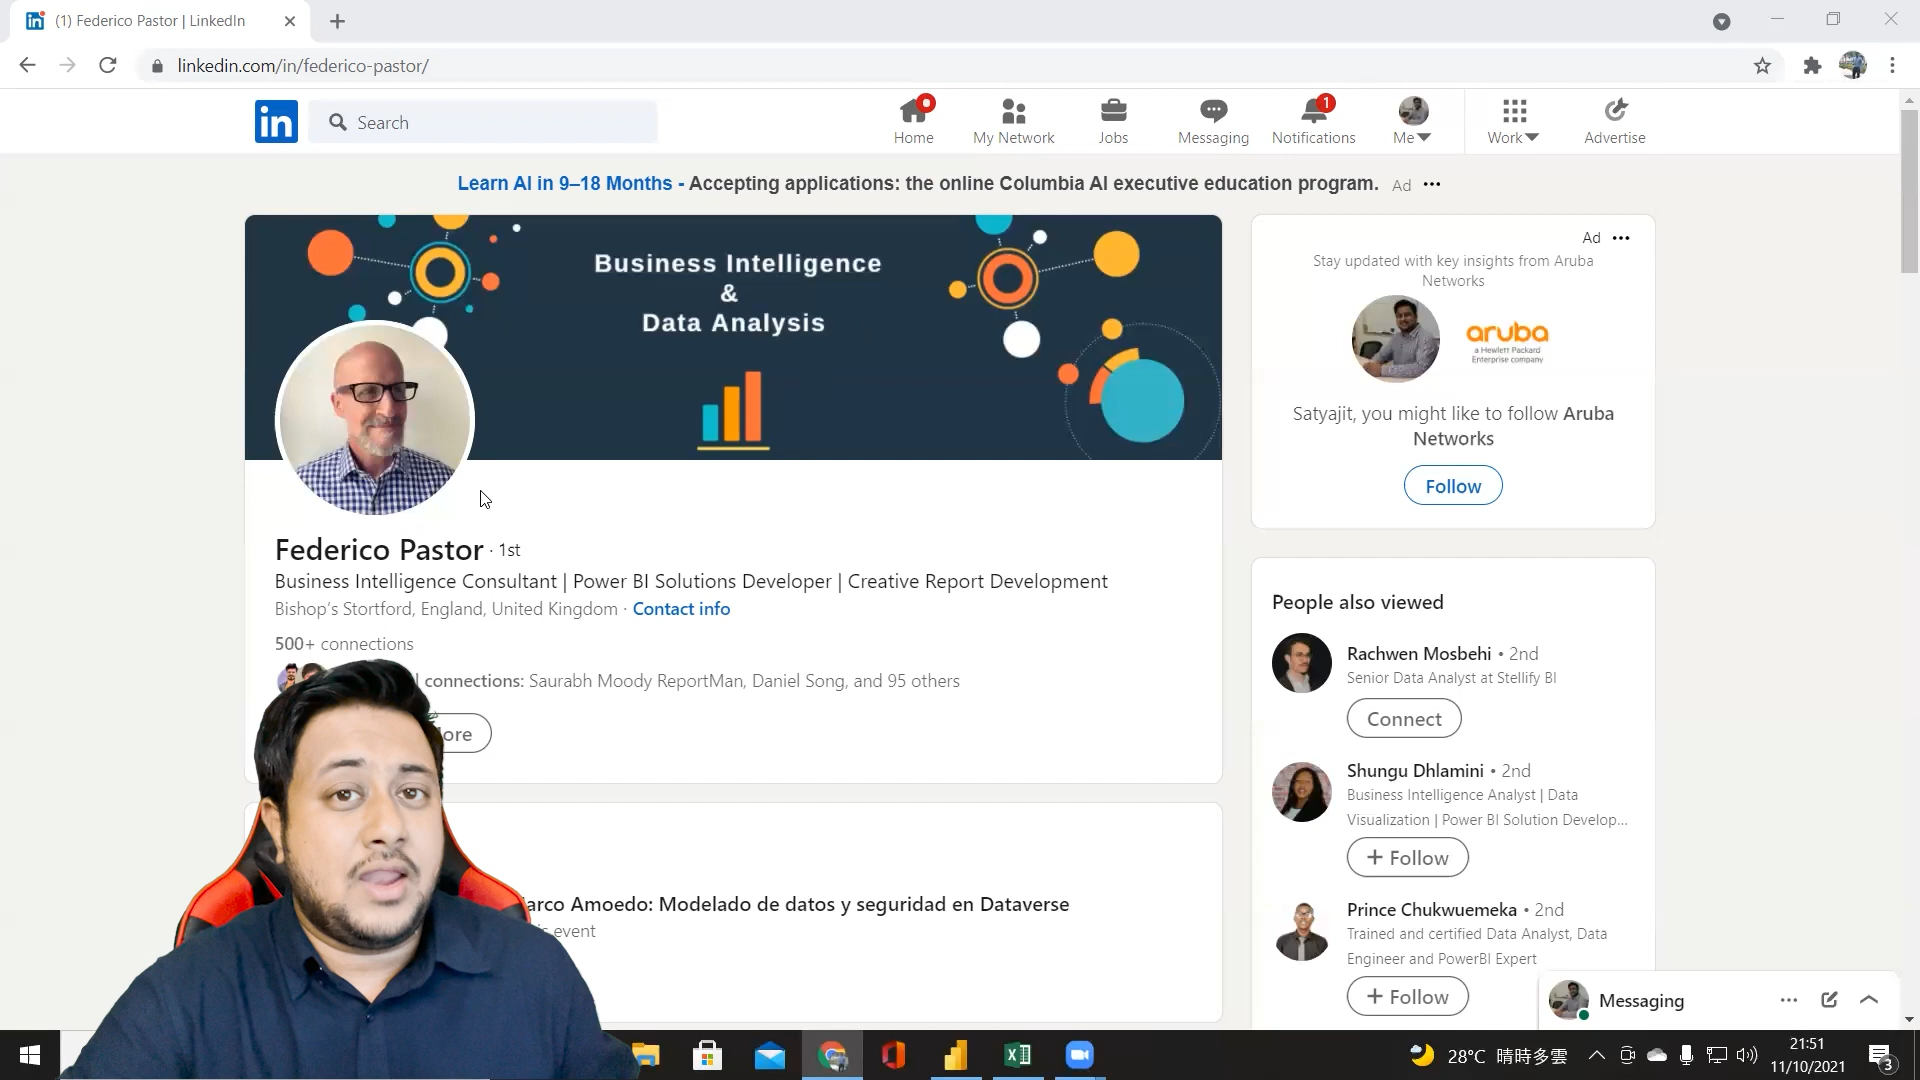 (1) Federico Pastor | LinkedIn
linkedin.com/in/federico-pastor/
in
Search
Home
My Network
Jobs
Messaging
1
Notifications
Me
Work
Advertise
Learn AI in 9–18 Months - Accepting applications: the online Columbia AI executive education program. Ad
Business Intelligence
&
Data Analysis
Federico Pastor · 1st
Business Intelligence Consultant | Power BI Solutions Developer | Creative Report Development
Bishop's Stortford, England, United Kingdom · Contact info
500+ connections
connections: Saurabh Moody ReportMan, Daniel Song, and 95 others
ore
arco Amoedo: Modelado de datos y seguridad en Dataverse
event
Ad
Stay updated with key insights from Aruba
Networks
aruba
a Hewlett Packard
Enterprise company
Satyajit, you might like to follow Aruba
Networks
Follow
People also viewed
Rachwen Mosbehi • 2nd
Senior Data Analyst at Stellify BI
Connect
Shungu Dhlamini • 2nd
Business Intelligence Analyst | Data
Visualization | Power BI Solution Develop...
+ Follow
Prince Chukwuemeka • 2nd
Trained and certified Data Analyst, Data
Engineer and PowerBI Expert
+ Follow
Messaging
28°C 晴時多雲
21:51
11/10/2021
3